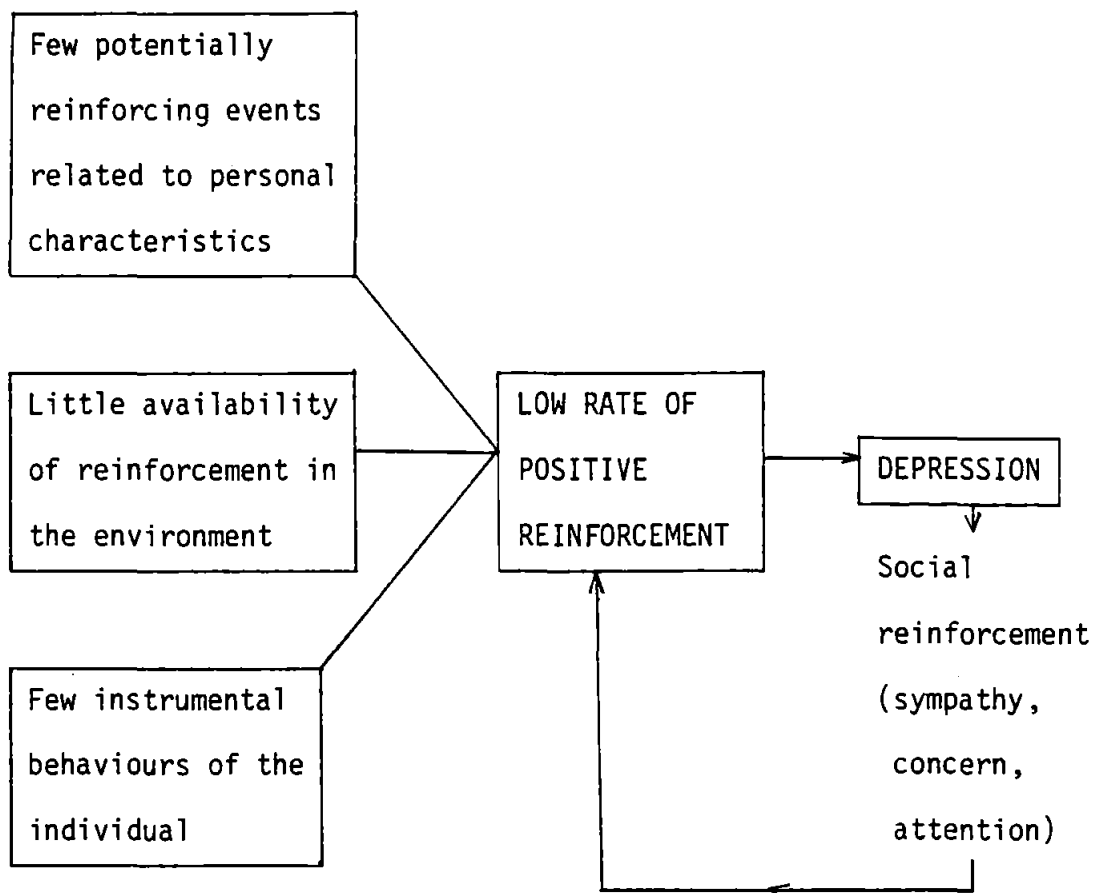 Few potentially
reinforcing events
related to personal
characteristics
Little availability
of reinforcement in
the environment
Few instrumental
behaviours of the
individual
LOW RATE OF
POSITIVE
REINFORCEMENT
DEPRESSION
Social
reinforcement
(sympathy,
concern,
attention)